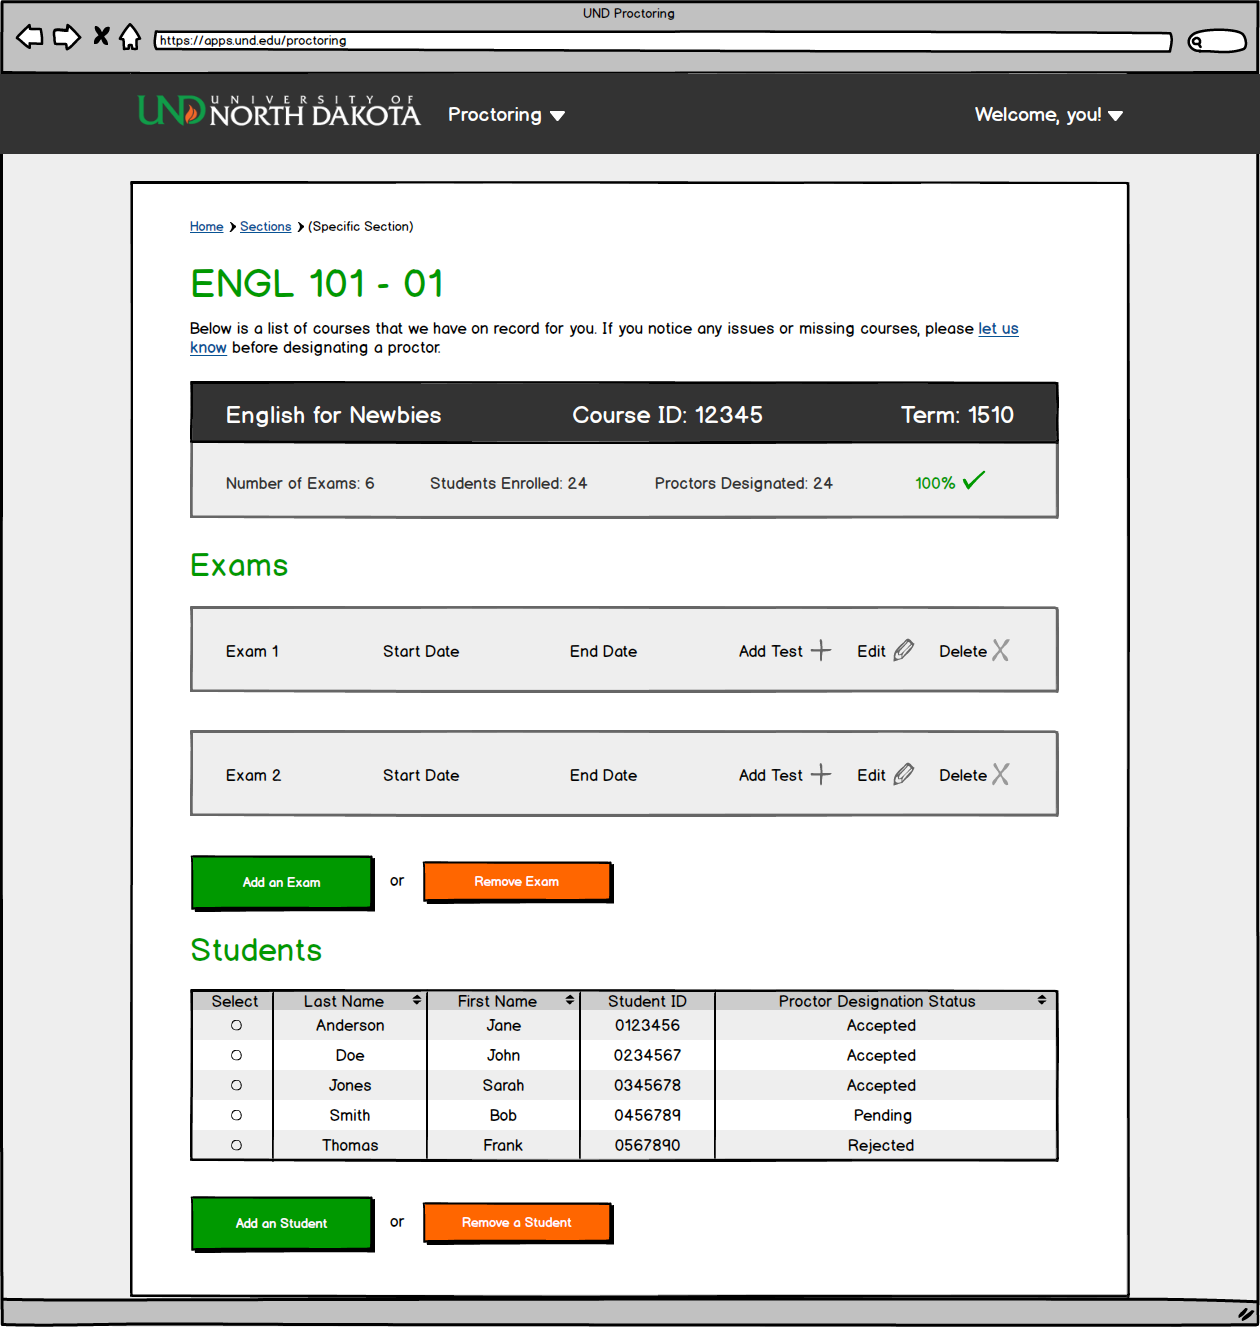 UND Proctoring
https://apps.und.edu/proctoring
UND UNIVERSITY OF NORTH DAKOTA Proctoring Welcome, you!
Home Sections (Specific Section)
ENGL 101 - 01
Below is a list of courses that we have on record for you. If you notice any issues or missing courses, please let us
know before designating a proctor.
English for Newbies Course ID: 12345 Term: 1510
Number of Exams: 6 Students Enrolled: 24 Proctors Designated: 24 100%
Exams
Exam 1 Start Date End Date Add Test Edit Delete
Exam 2 Start Date End Date Add Test Edit Delete
Add an Exam or Remove Exam
Students
Select Last Name First Name Student ID Proctor Designation Status
Anderson Jane 0123456 Accepted
Doe John 0234567 Accepted
Jones Sarah 0345678 Accepted
Smith Bob 0456789 Pending
Thomas Frank 0567890 Rejected
Add an Student or Remove a Student